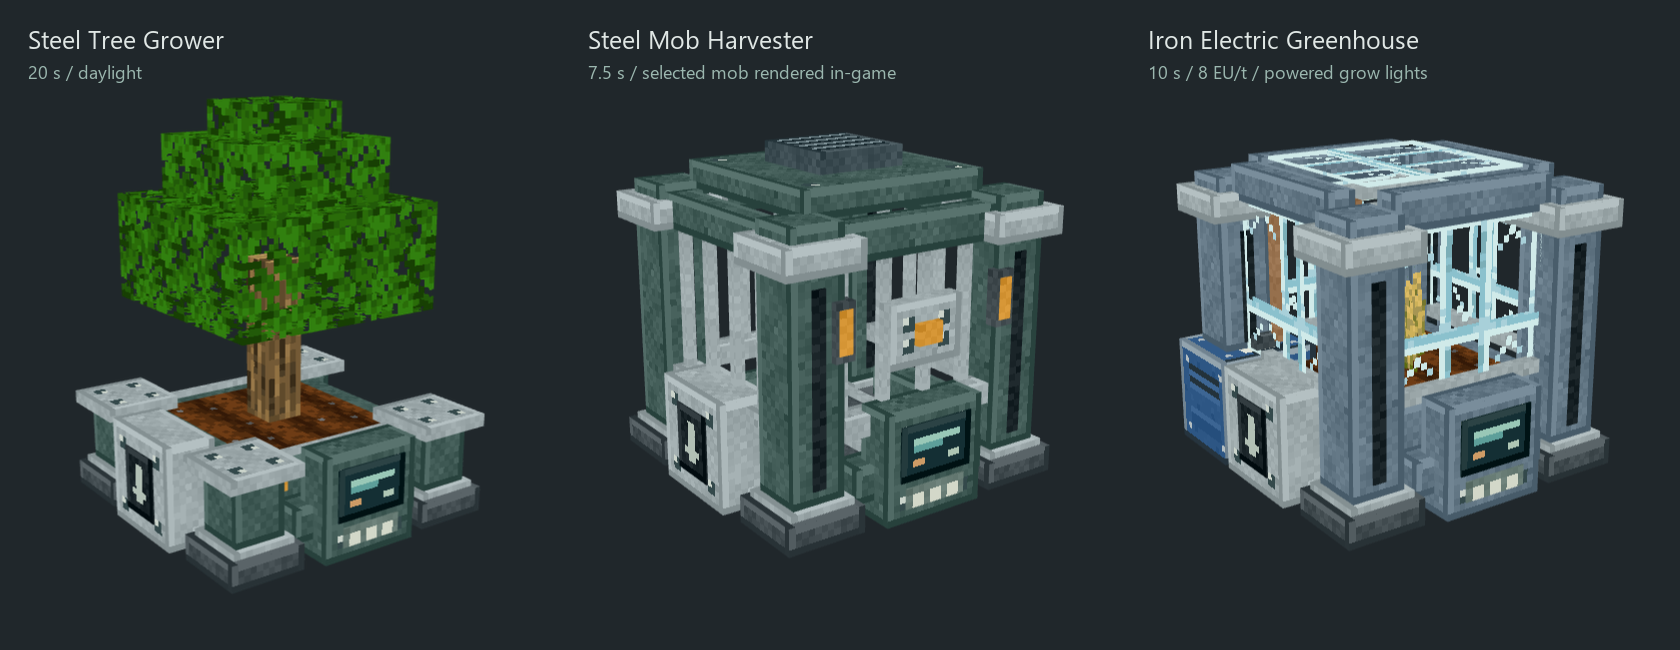 Steel Tree Grower
20 s / daylight
Steel Mob Harvester
7.5 s / selected mob rendered in-game
Iron Electric Greenhouse
10 s / 8 EU/t / powered grow lights